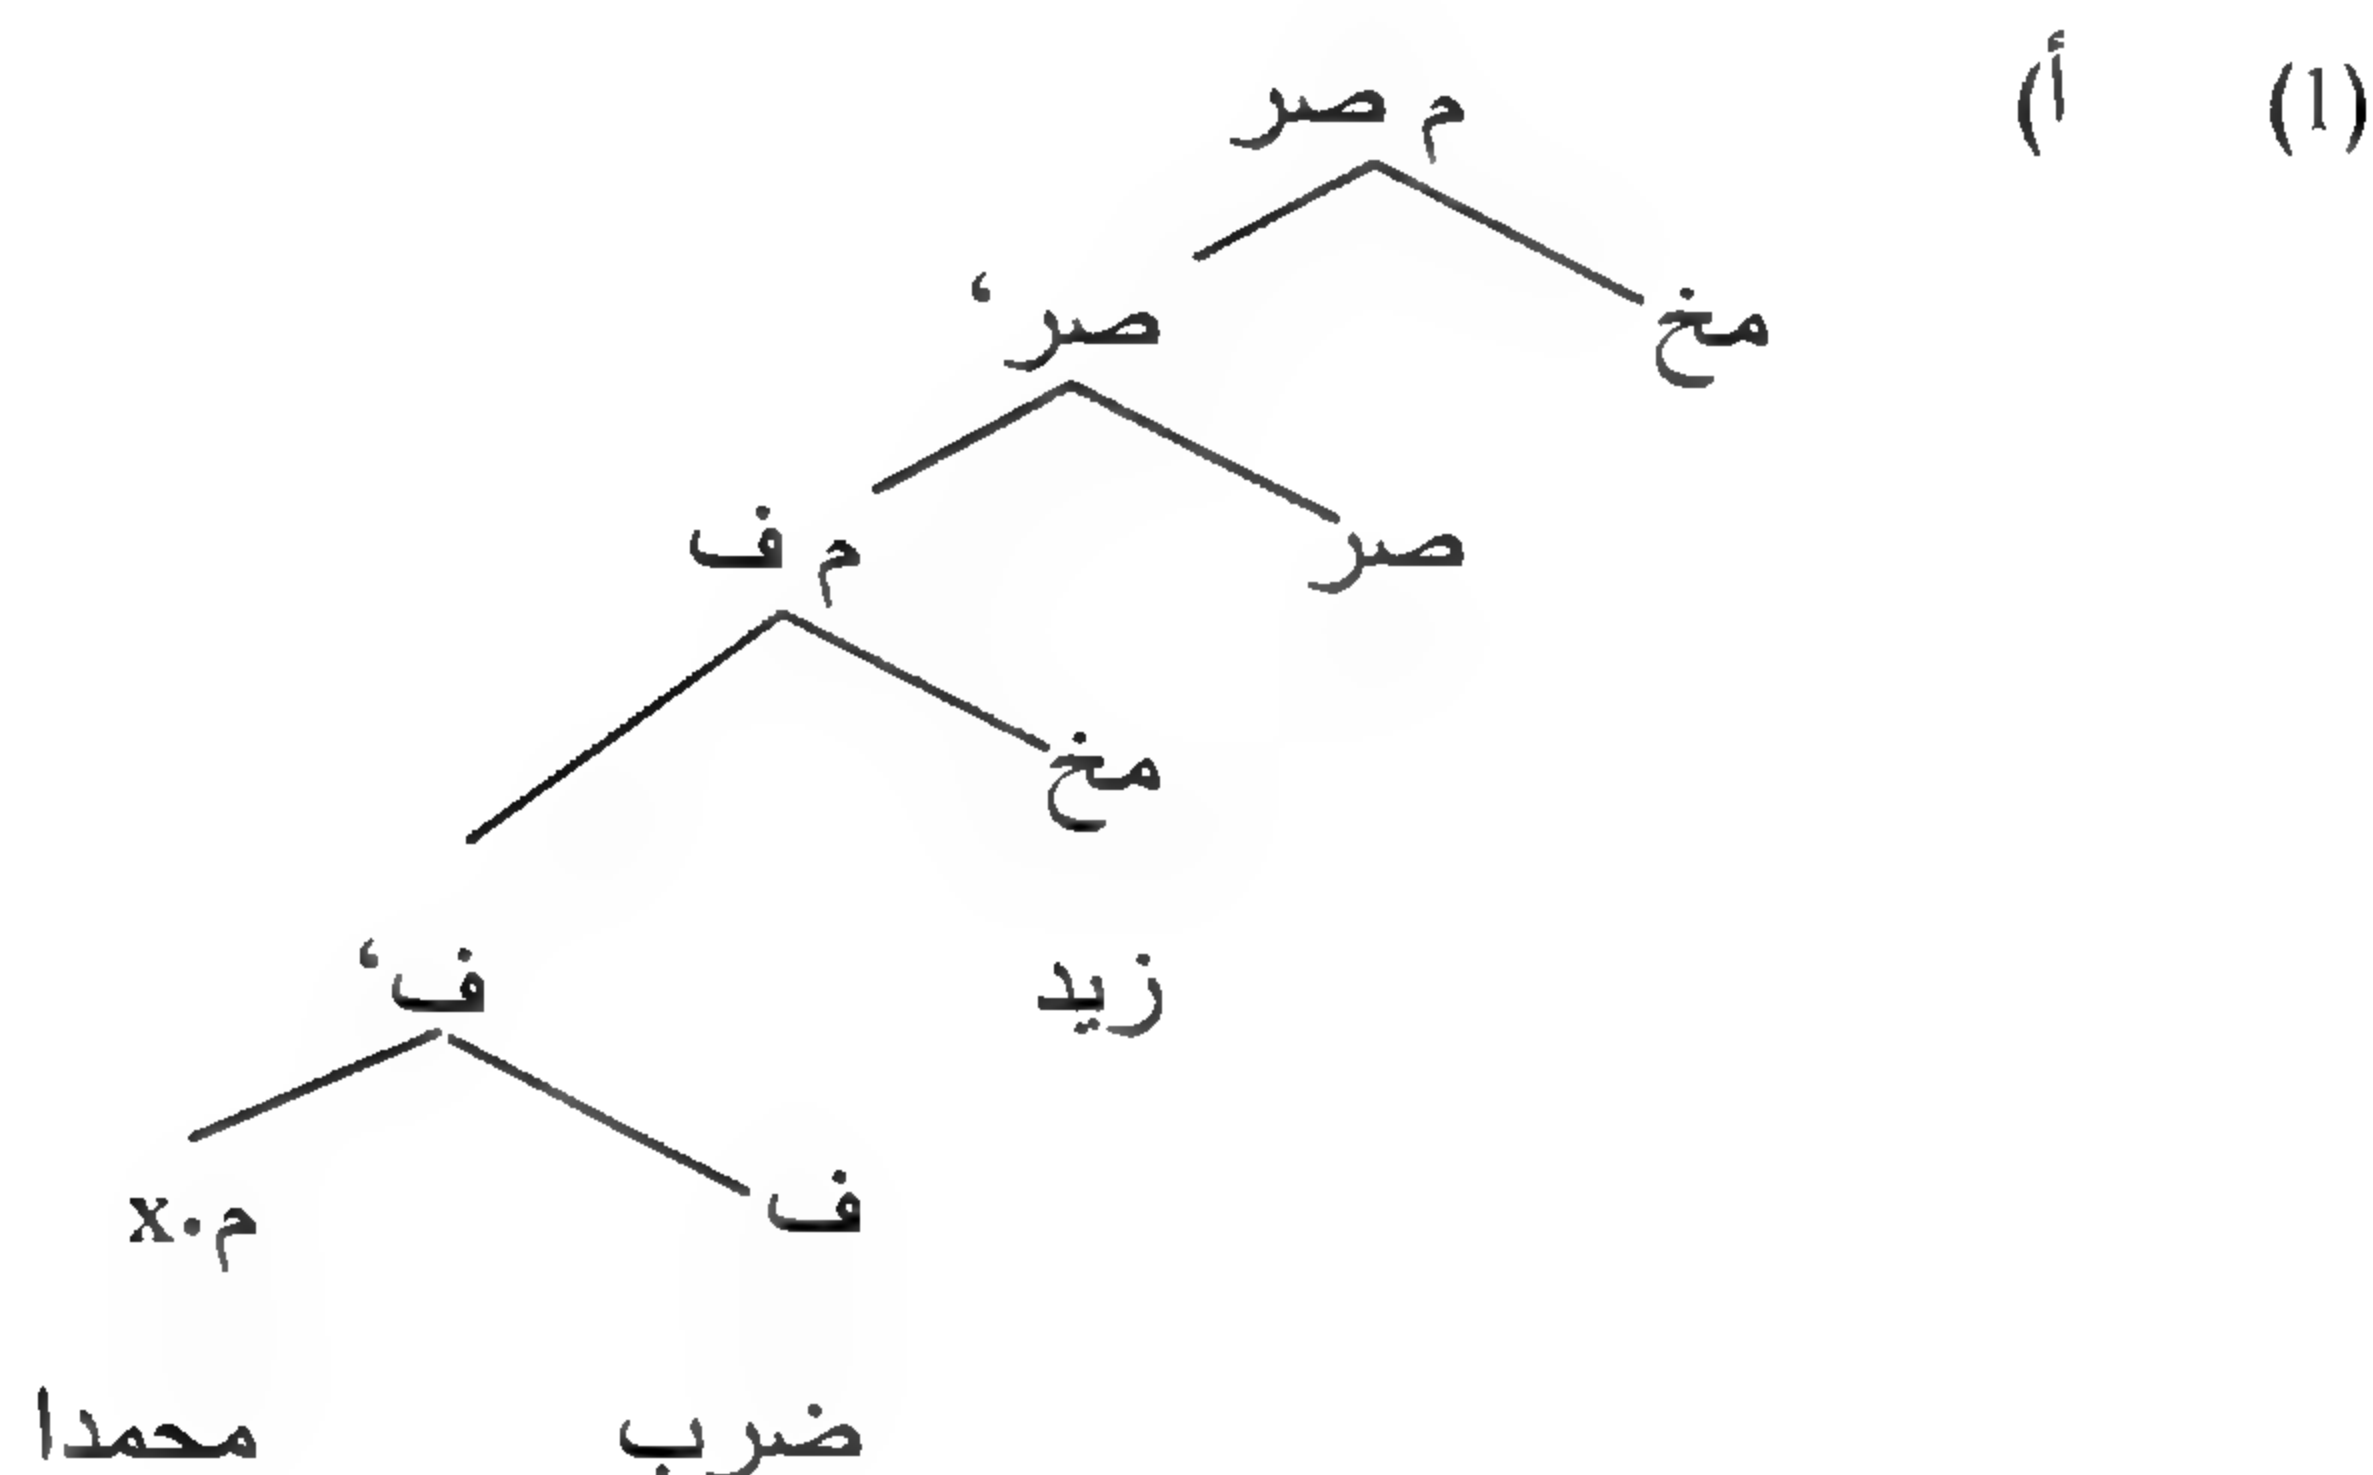 (1) أ) م صر
مخ صر‘
صر م ف
مخ
زيد ف‘
ف م.x
ضرب محمدا